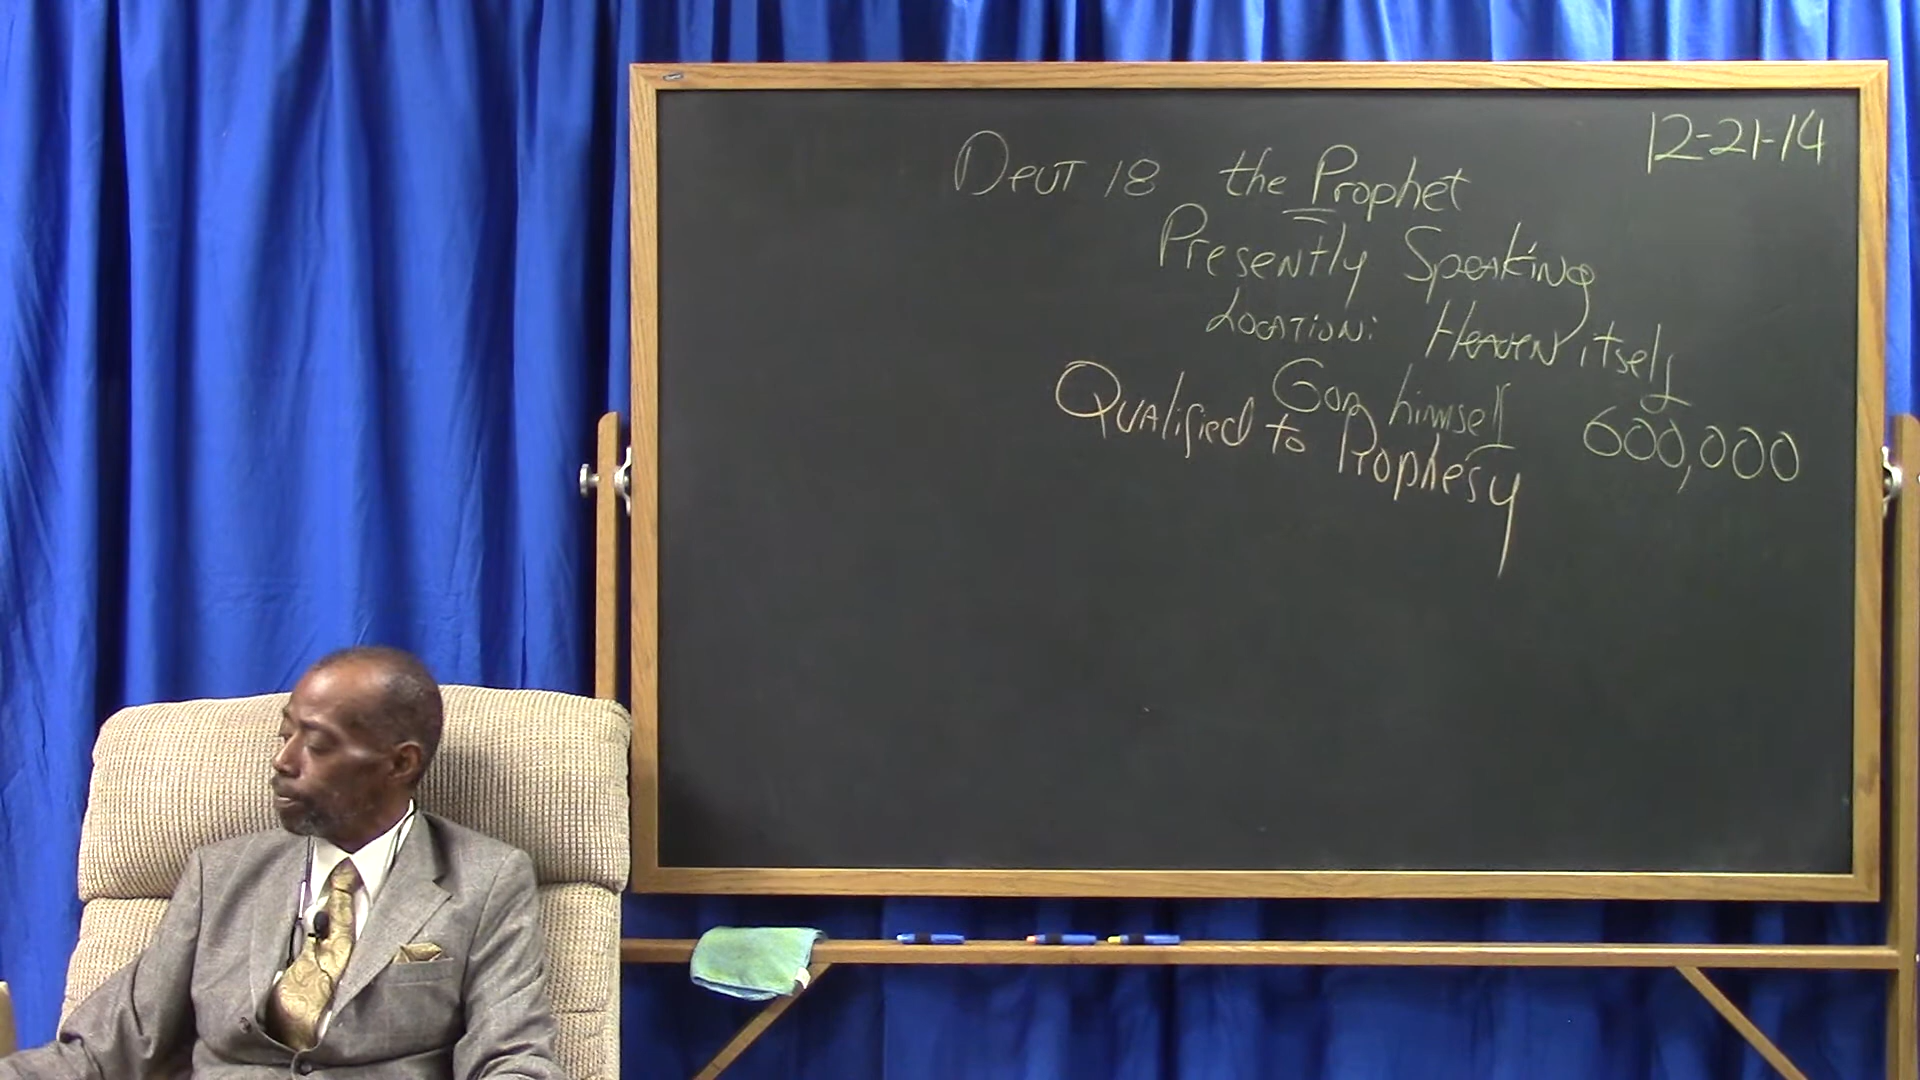 12-21-14
Deut 18 the Prophet
Presently Speaking
Location: Heaven itself
God himself 600,000
Qualified to Prophesy